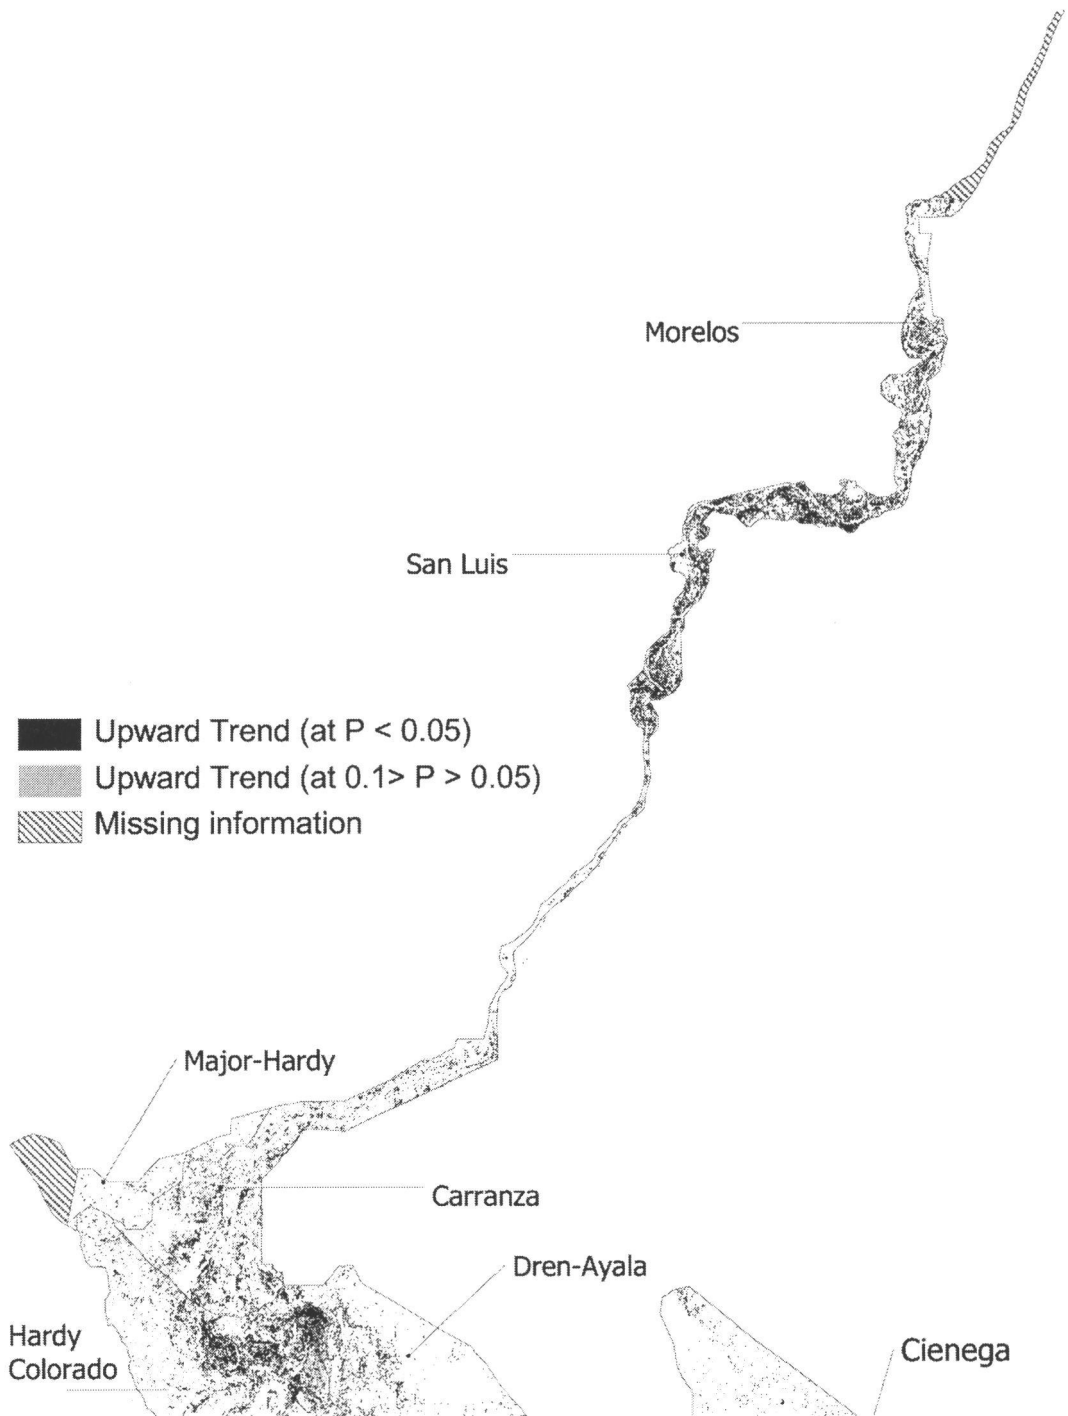 Morelos
San Luis
Upward Trend (at P < 0.05)
Upward Trend (at 0.1> P > 0.05)
Missing information
Major-Hardy
Carranza
Dren-Ayala
Hardy
Colorado
Cienega